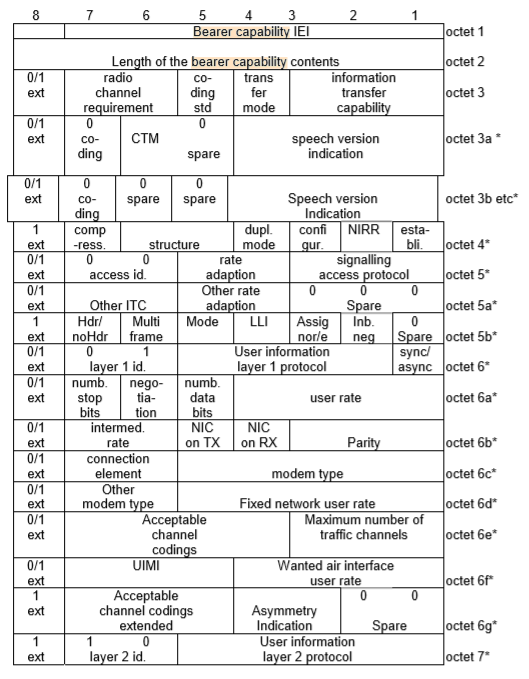 8 7 6 5 4 3 2 1
Bearer capability IEI octet 1
Length of the bearer capability contents octet 2
0/1 radio co- trans information
ext channel ding fer transfer octet 3
requirement std mode capability
0/1 0 0
ext co- CTM speech version octet 3a *
ding spare indication
0/1 0 0 0
ext co- spare spare Speech version octet 3b etc*
ding Indication
1 comp dupl. confi NIRR esta-
ext -ress. structure mode gur. bli. octet 4*
0/1 0 0 rate signalling
ext access id. adaption access protocol octet 5*
0/1 Other rate 0 0 0
ext Other ITC adaption Spare octet 5a*
1 Hdr/ Multi Mode LLI Assig Inb. 0
ext noHdr frame nor/e neg Spare octet 5b*
0/1 0 1 User information sync/
ext layer 1 id. layer 1 protocol async octet 6*
0/1 numb. nego- numb.
ext stop tia- data user rate octet 6a*
bits tion bits
0/1 intermed. NIC NIC
ext rate on TX on RX Parity octet 6b*
0/1 connection
ext element modem type octet 6c*
0/1 Other
ext modem type Fixed network user rate octet 6d*
0/1 Acceptable Maximum number of
ext channel traffic channels octet 6e*
codings
0/1 UIMI Wanted air interface
ext user rate octet 6f*
1 Acceptable 0 0
ext channel codings Asymmetry
extended Indication Spare octet 6g*
1 1 0 User information
ext layer 2 id. layer 2 protocol octet 7*